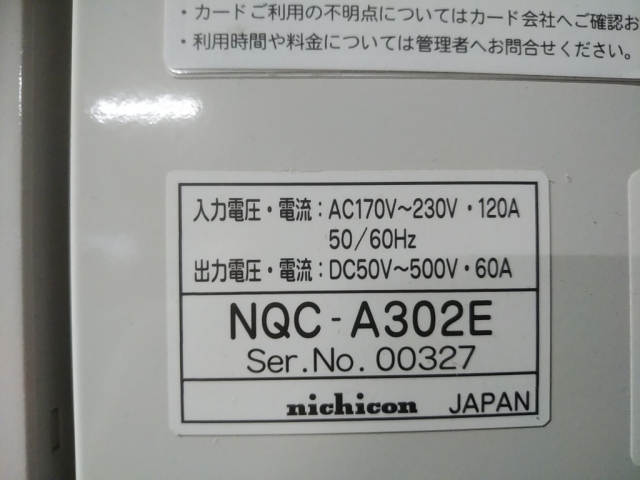 ・カードご利用の不明点についてはカード会社へご確認お
・利用時間や料金については管理者へお問合せください。
入力電圧・電流：AC170V～230V・120A
50/60Hz
出力電圧・電流：DC50V～500V・60A
NQC-A302E
Ser.No. 00327
nichicon JAPAN